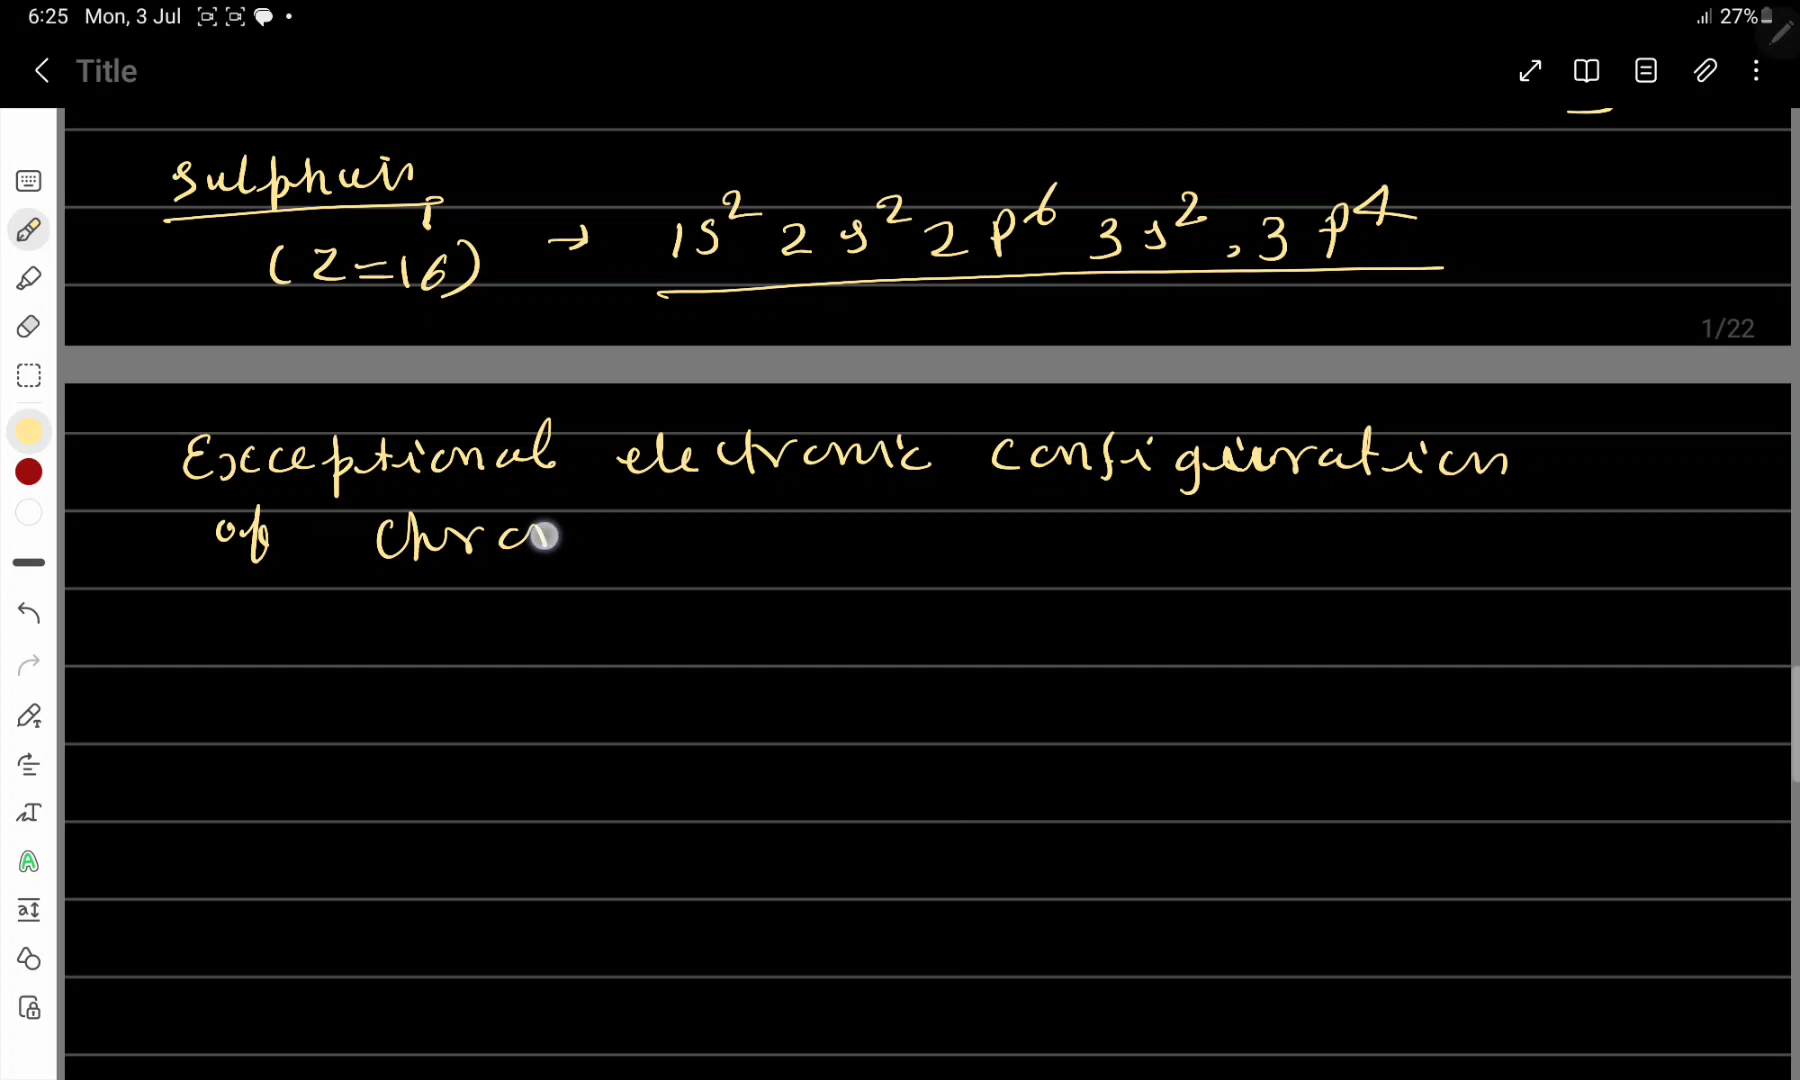 6:25 Mon, 3 Jul 27%
Title
sulphur
(Z=16) → 1s² 2s² 2p⁶ 3s², 3p⁴
1/22
Exceptional electronic configuration
of Chro